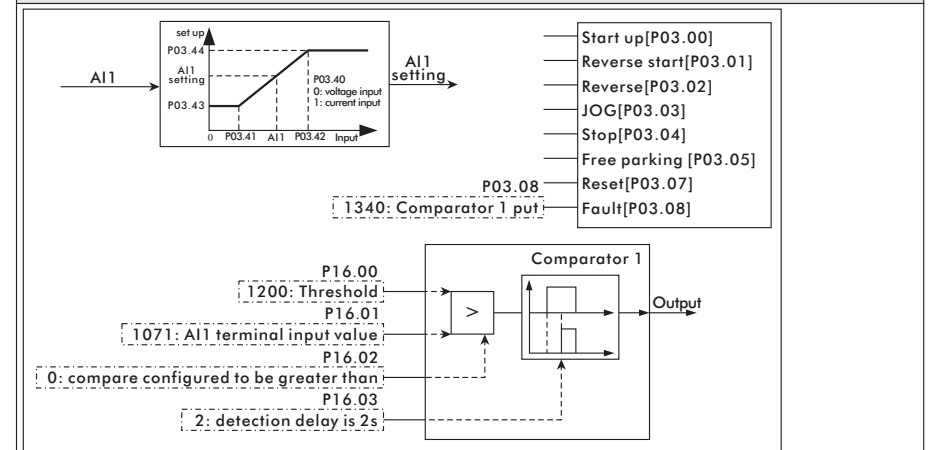 set up
P03.44
AI1
setting
P03.43
0
P03.41
AI1
P03.42
Input
P03.40
0: voltage input
1: current input
AI1
AI1
setting
Start up[P03.00]
Reverse start[P03.01]
Reverse[P03.02]
JOG[P03.03]
Stop[P03.04]
Free parking [P03.05]
Reset[P03.07]
Fault[P03.08]
P03.08
1340: Comparator 1 put
Comparator 1
P16.00
1200: Threshold
P16.01
1071: AI1 terminal input value
P16.02
0: compare configured to be greater than
P16.03
2: detection delay is 2s
>
Output